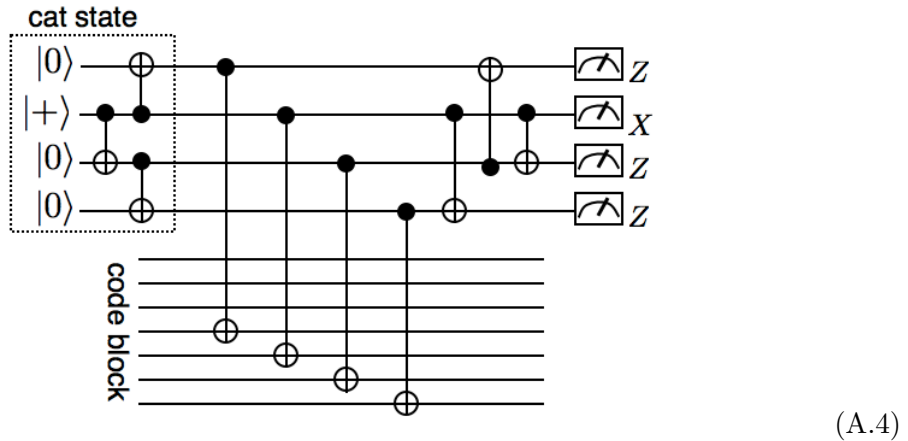 cat state
|0⟩ Z
|+⟩ X
|0⟩ Z
|0⟩ Z
code block
(A.4)